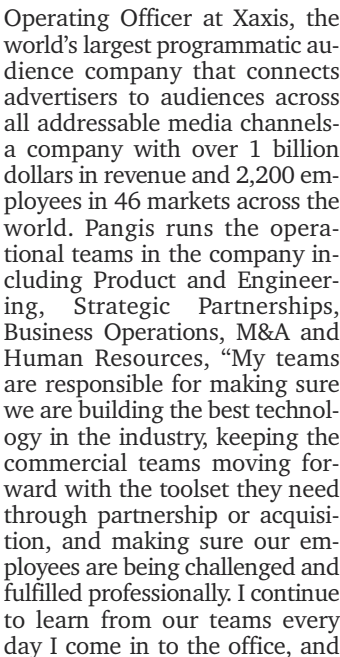 Operating Officer at Xaxis, the
world’s largest programmatic au-
dience company that connects
advertisers to audiences across
all addressable media channels-
a company with over 1 billion
dollars in revenue and 2,200 em-
ployees in 46 markets across the
world. Pangis runs the opera-
tional teams in the company in-
cluding Product and Engineer-
ing, Strategic Partnerships,
Business Operations, M&A and
Human Resources, “My teams
are responsible for making sure
we are building the best technol-
ogy in the industry, keeping the
commercial teams moving for-
ward with the toolset they need
through partnership or acquisi-
tion, and making sure our em-
ployees are being challenged and
fulfilled professionally. I continue
to learn from our teams every
day I come in to the office, and